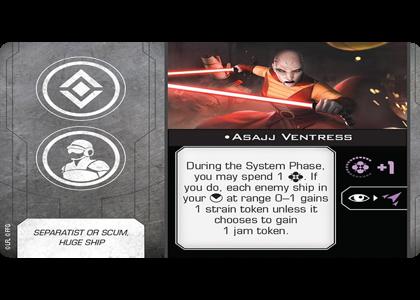 •Asajj Ventress
During the System Phase,
you may spend 1 . If
you do, each enemy ship in
your at range 0–1 gains
1 strain token unless it
chooses to gain
1 jam token.
+1
SEPARATIST OR SCUM,
HUGE SHIP
©LFL ©FFG